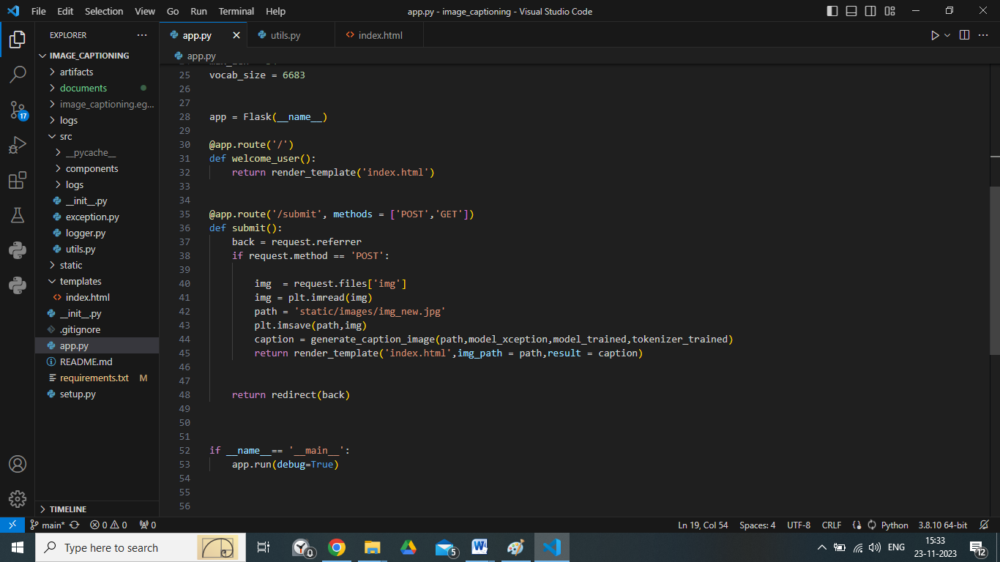 File Edit Selection View Go Run Terminal Help app.py - image_captioning - Visual Studio Code
EXPLORER
app.py utils.py index.html
IMAGE_CAPTIONING
artifacts
documents
image_captioning.eg...
logs
src
__pycache__
components
logs
__init__.py
exception.py
logger.py
utils.py
static
templates
index.html
__init__.py
.gitignore
app.py
README.md
requirements.txt M
setup.py
TIMELINE
17
app.py
25 vocab_size = 6683
26
27
28 app = Flask(__name__)
29
30 @app.route('/')
31 def welcome_user():
32 return render_template('index.html')
33
34
35 @app.route('/submit', methods = ['POST','GET'])
36 def submit():
37 back = request.referrer
38 if request.method == 'POST':
39
40 img  = request.files['img']
41 img = plt.imread(img)
42 path = 'static/images/img_new.jpg'
43 plt.imsave(path,img)
44 caption = generate_caption_image(path,model_xception,model_trained,tokenizer_trained)
45 return render_template('index.html',img_path = path,result = caption)
46
47
48 return redirect(back)
49
50
51
52 if __name__== '__main__':
53 app.run(debug=True)
54
55
56
main* 0 0 0 Ln 19, Col 54 Spaces: 4 UTF-8 CRLF Python 3.8.10 64-bit
Type here to search 0 5 ENG 15:33
23-11-2023 12